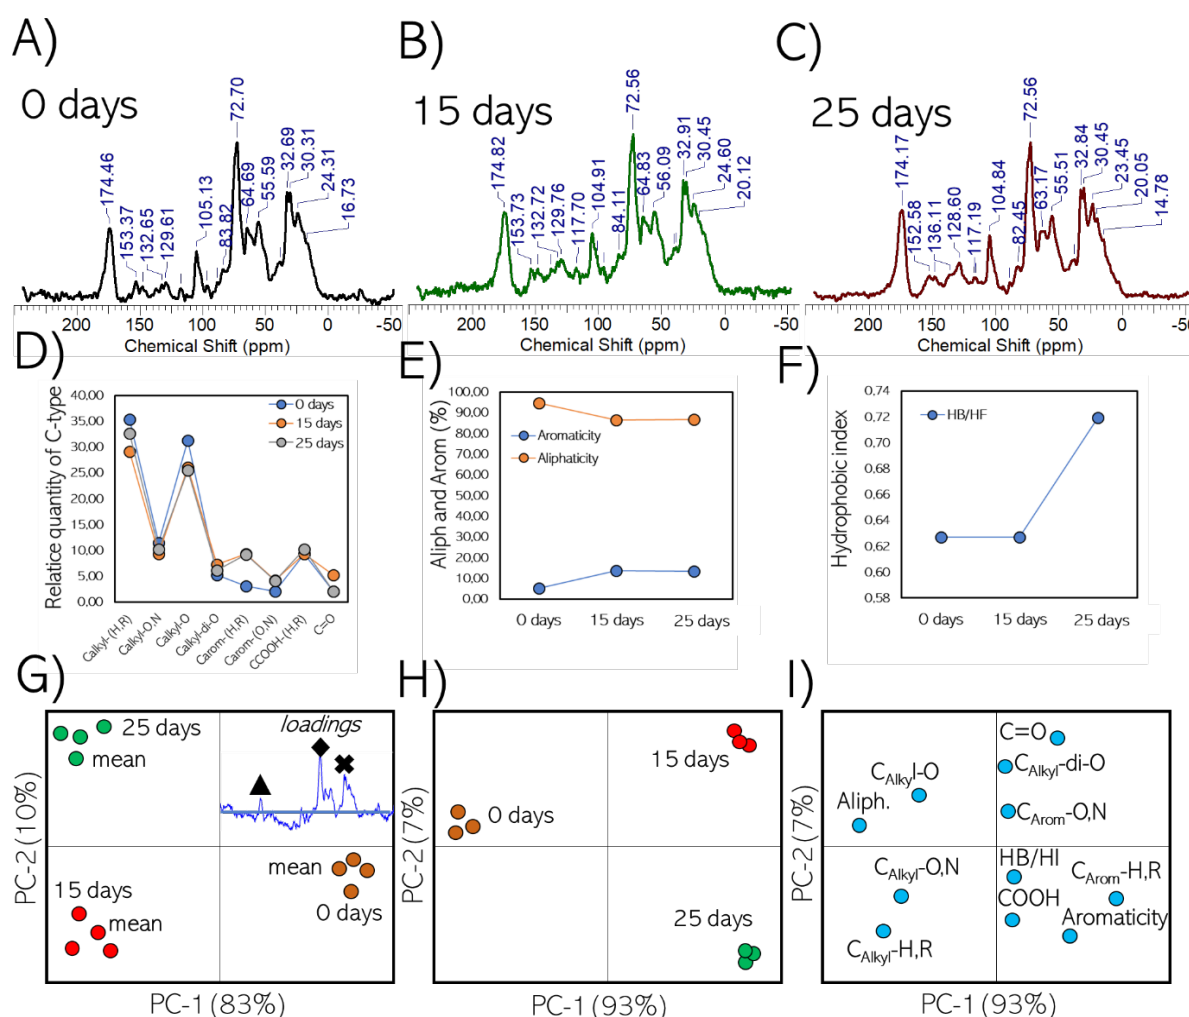 A)
B)
C)
0 days
15 days
25 days
174.46
153.37
132.65
129.61
105.13
83.82
72.70
64.69
55.59
32.69
30.31
24.31
16.73
174.82
153.73
132.72
129.76
117.70
104.91
84.11
72.56
64.83
56.09
32.91
30.45
24.60
20.12
174.17
152.58
136.11
128.60
117.19
104.84
82.45
72.56
63.17
55.51
32.84
30.45
23.45
20.05
14.78
200 150 100 50 0 -50
200 150 100 50 0 -50
200 150 100 50 0 -50
Chemical Shift (ppm)
Chemical Shift (ppm)
Chemical Shift (ppm)
D)
Relatice quantity of C-type
40,00
35,00
30,00
25,00
20,00
15,00
10,00
5,00
0,00
0 days
15 days
25 days
Calkyl-(H,R)
Calkyl-O,N
Calkyl-O
Calkyl-di-O
Carom-(H,R)
Carom-(O,N)
CCOOH-(H,R)
C=O
E)
Aliph and Arom (%)
100,00
90,00
80,00
70,00
60,00
50,00
40,00
30,00
20,00
10,00
0,00
Aromaticity
Aliphaticity
0 days 15 days 25 days
F)
Hydrophobic index
0,74
0,72
0,70
0,68
0,66
0,64
0,62
0,60
0,58
HB/HF
0 days 15 days 25 days
G)
PC-2 (10%)
25 days
mean
loadings
15 days
mean
mean
0 days
PC-1 (83%)
H)
PC-2 (7%)
15 days
0 days
25 days
PC-1 (93%)
I)
PC-2 (7%)
C=O
CAlkyl-di-O
CAlkyl-O
Aliph.
CArom-O,N
CAlkyl-O,N
HB/HI
CArom-H,R
COOH
Aromaticity
CAlkyl-H,R
PC-1 (93%)